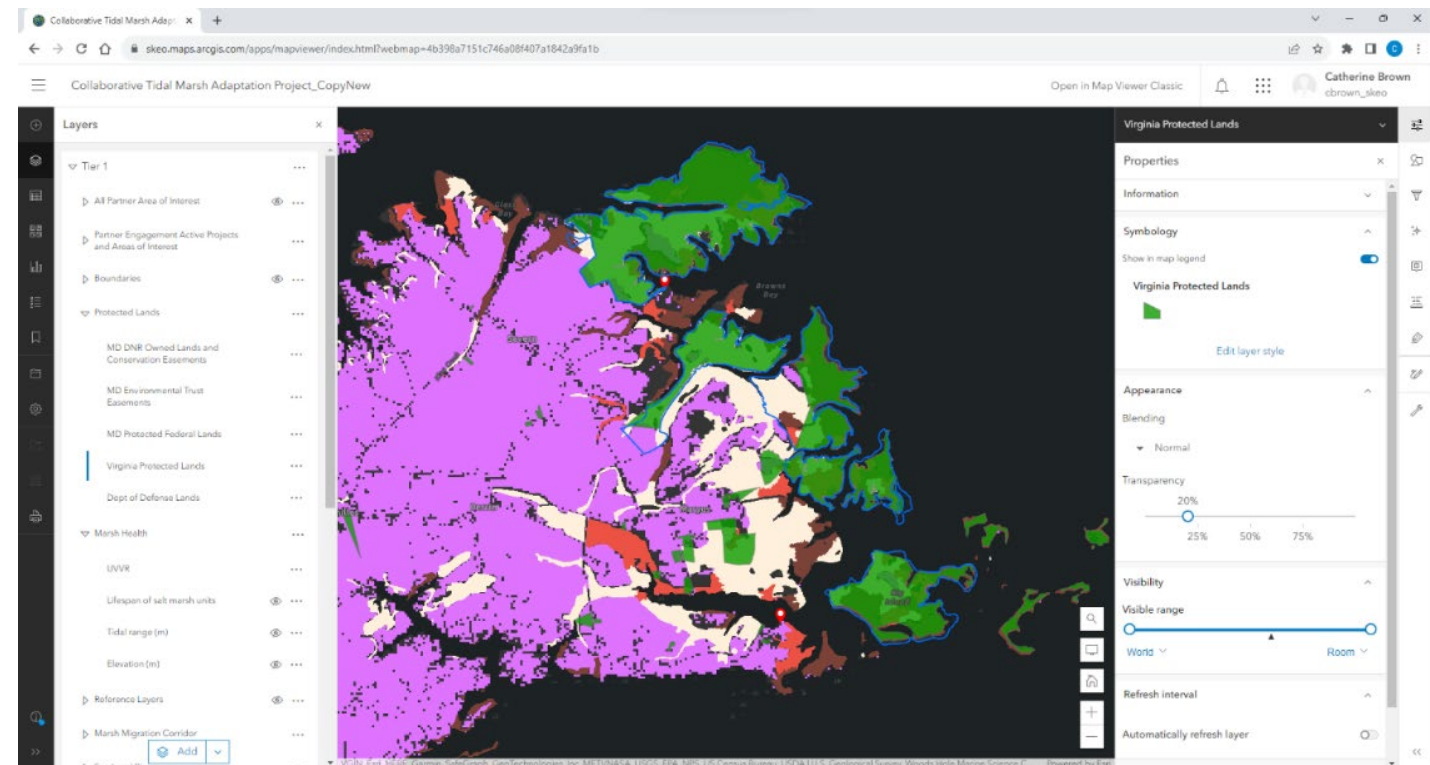 Collaborative Tidal Marsh Adap
skeo.maps.arcgis.com/apps/mapviewer/index.html?webmap=4b398a7151c746a08f407a1842a9fa1b
Collaborative Tidal Marsh Adaptation Project_CopyNew
Open in Map Viewer Classic
Catherine Brown
cbrown_skeo
Layers
Tier 1
All Partner Area of Interest
Partner Engagement Active Projects
and Areas of Interest
Boundaries
Protected Lands
MD DNR Owned Lands and
Conservation Easements
MD Environmental Trust
Easements
MD Protected Federal Lands
Virginia Protected Lands
Dept of Defense Lands
Marsh Health
UVVR
Lifespan of salt marsh units
Tidal range (m)
Elevation (m)
Reference Layers
Marsh Migration Corridor
Add
Bay
Browns
Bay
Virginia Protected Lands
Properties
Information
Symbology
Show in map legend
Virginia Protected Lands
Edit layer style
Appearance
Blending
Normal
Transparency
20%
25% 50% 75%
Visibility
Visible range
World
Room
Refresh interval
Automatically refresh layer
Powered by Esri